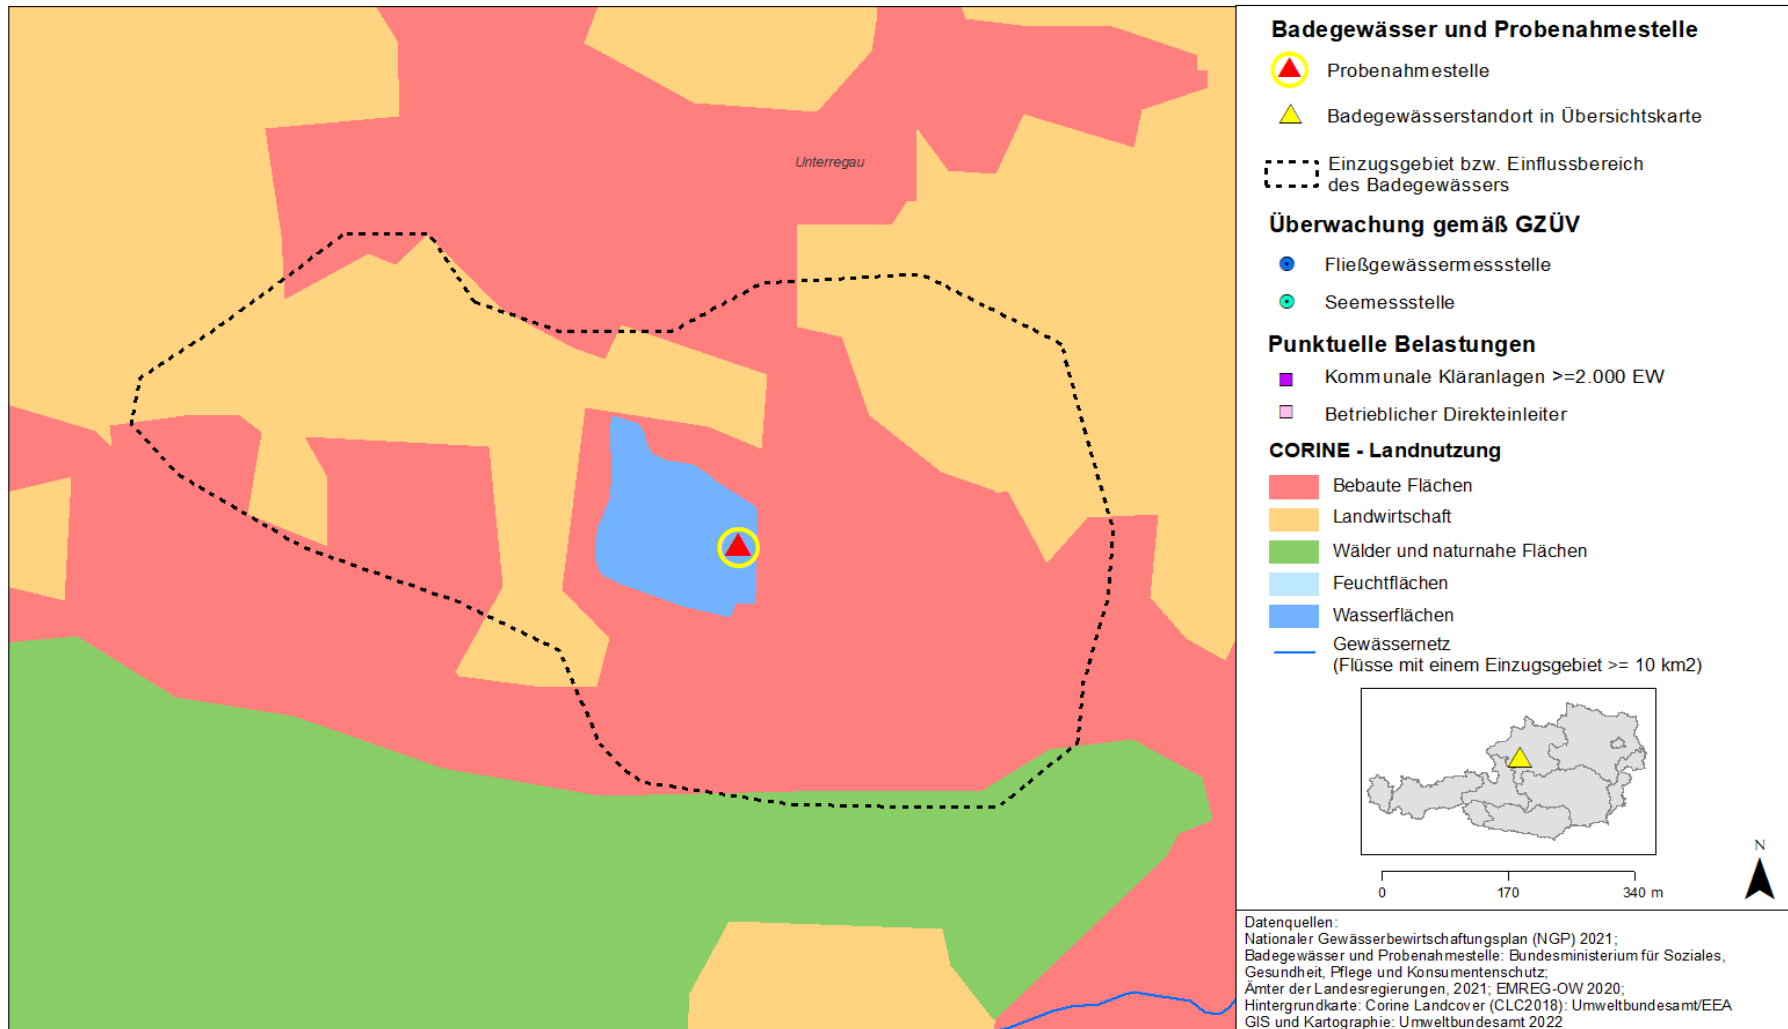 Unterregau
Badegewässer und Probenahmestelle
Probenahmestelle
Badegewässerstandort in Übersichtskarte
Einzugsgebiet bzw. Einflussbereich
des Badegewässers
Überwachung gemäß GZÜV
Fließgewässermessstelle
Seemessstelle
Punktuelle Belastungen
Kommunale Kläranlagen >=2.000 EW
Betrieblicher Direkteinleiter
CORINE - Landnutzung
Bebaute Flächen
Landwirtschaft
Wälder und naturnahe Flächen
Feuchtflächen
Wasserflächen
Gewässernetz
(Flüsse mit einem Einzugsgebiet >= 10 km2)
N
0 170 340 m
Datenquellen:
Nationaler Gewässerbewirtschaftungsplan (NGP) 2021;
Badegewässer und Probenahmestelle: Bundesministerium für Soziales,
Gesundheit, Pflege und Konsumentenschutz;
Ämter der Landesregierungen, 2021; EMREG-OW 2020;
Hintergrundkarte: Corine Landcover (CLC2018): Umweltbundesamt/EEA
GIS und Kartographie: Umweltbundesamt 2022